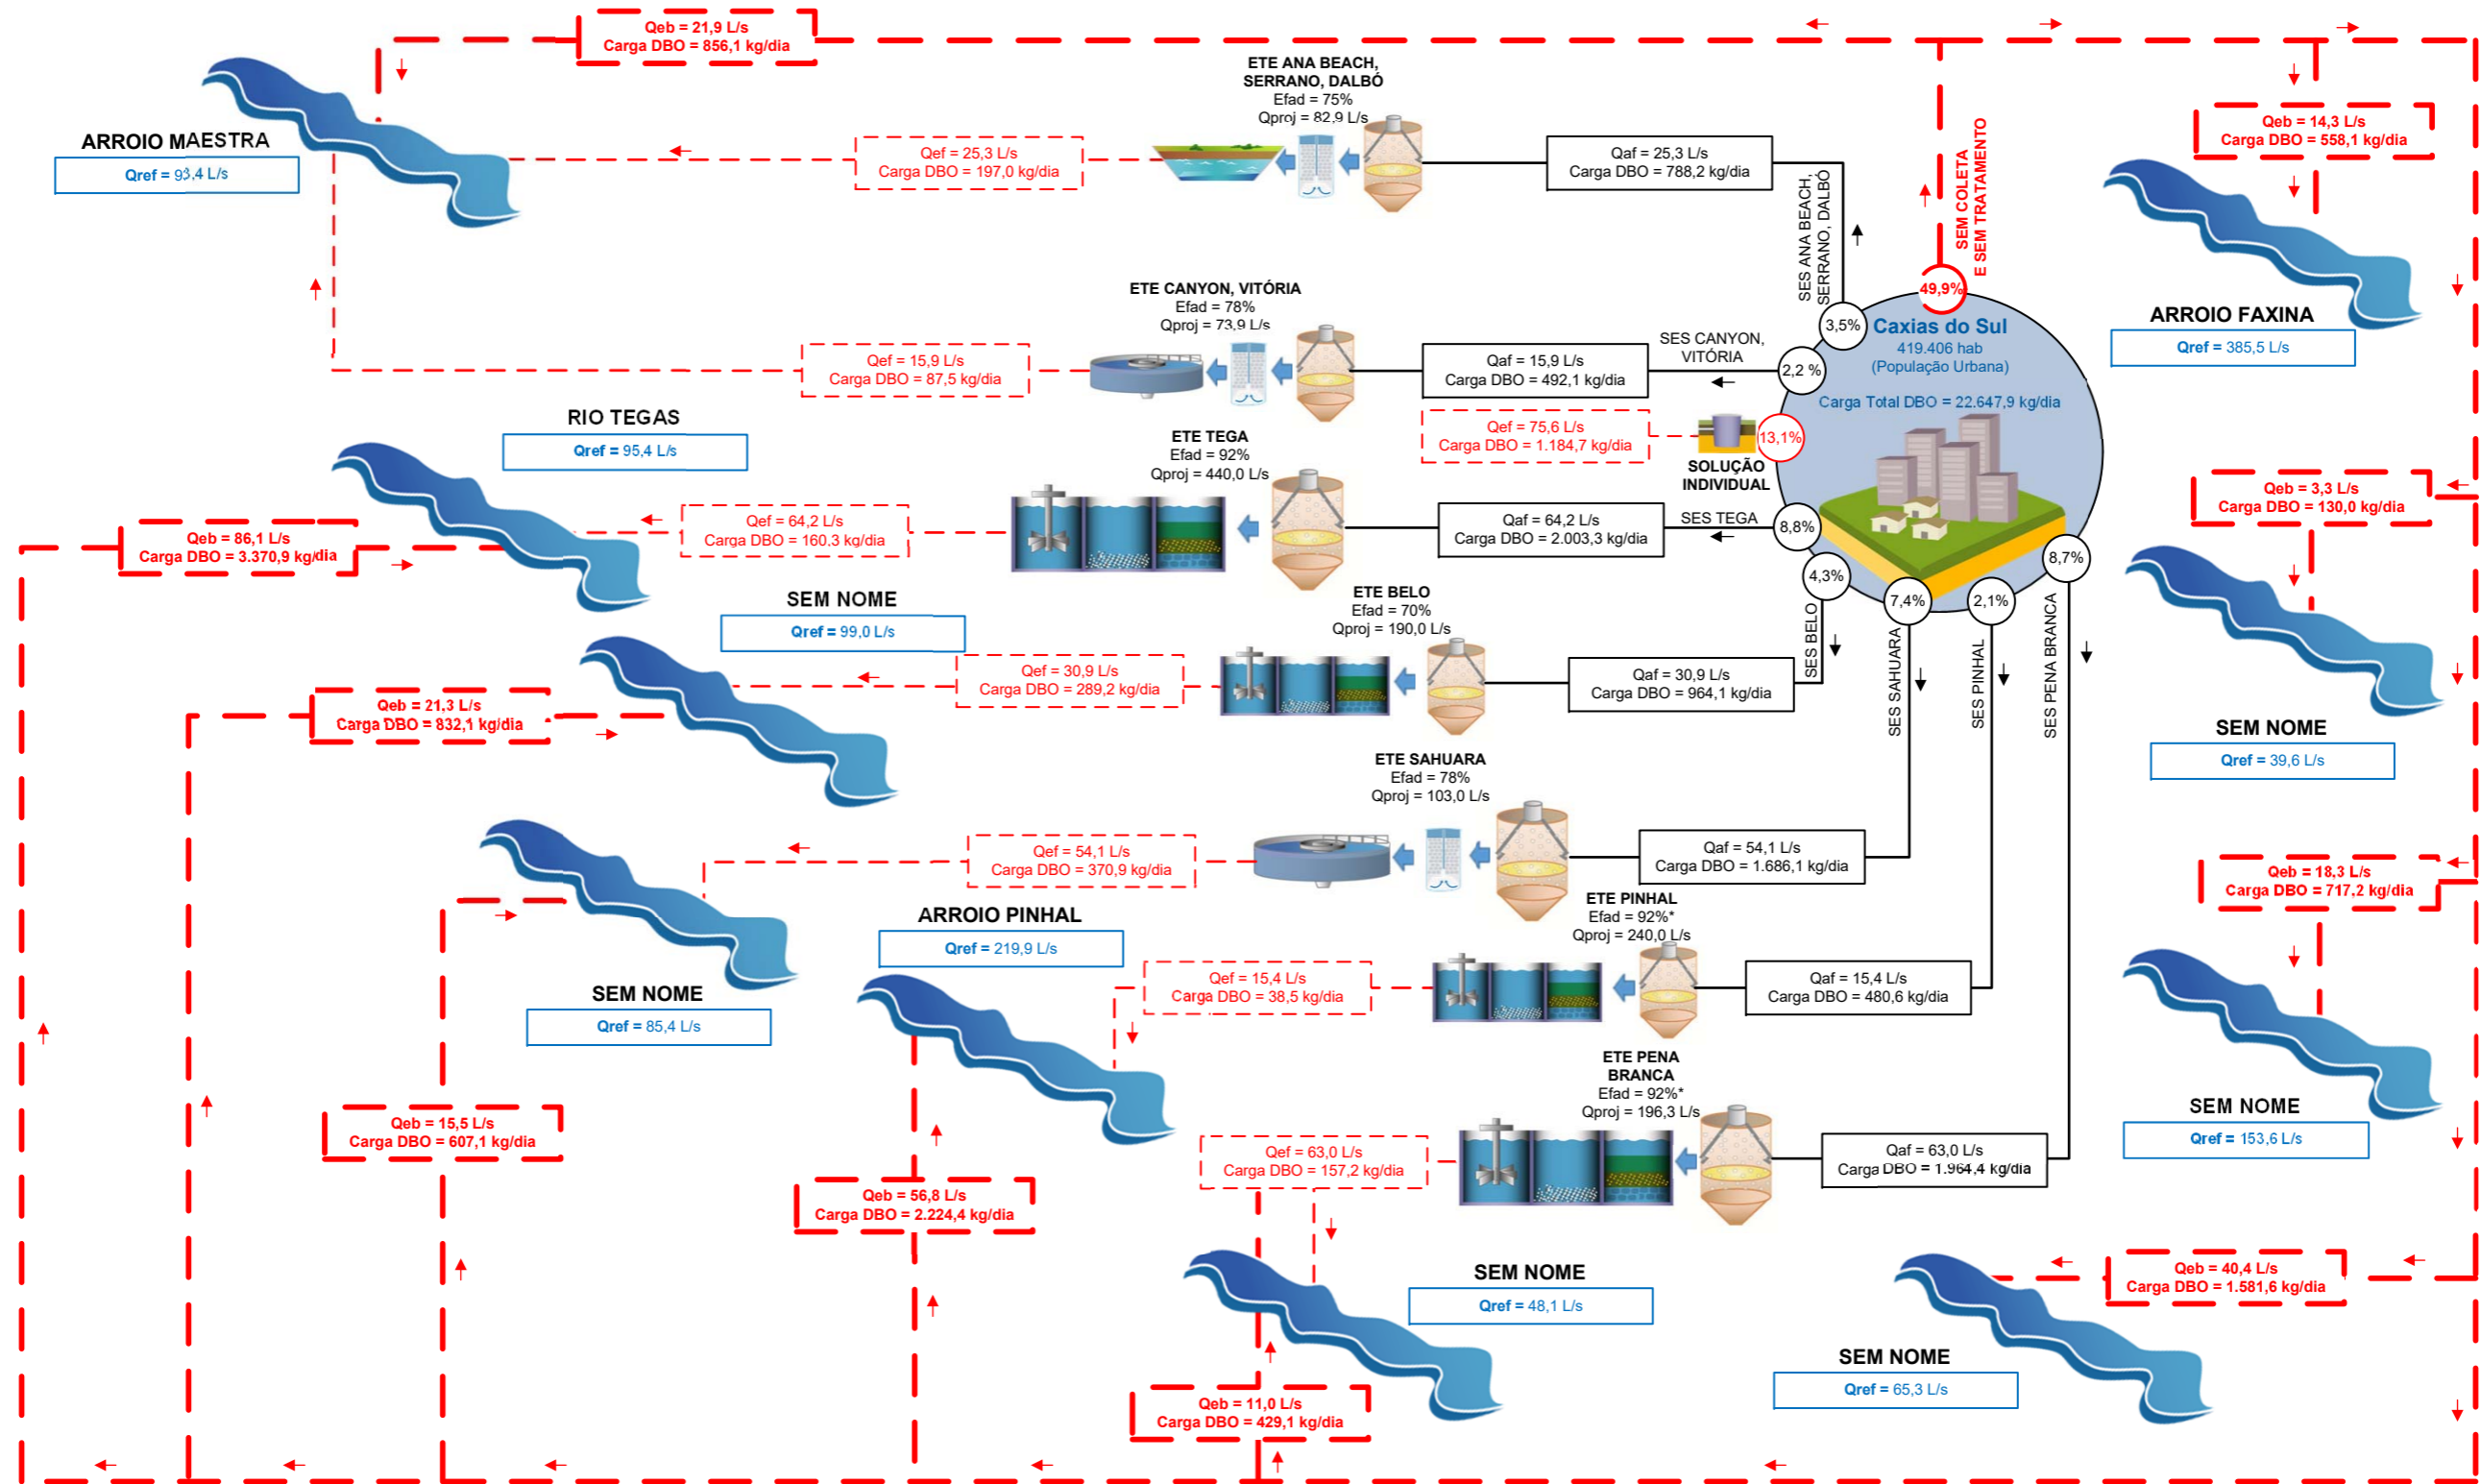 Qeb = 21,9 L/s
Carga DBO = 856,1 kg/dia
ETE ANA BEACH,
SERRANO, DALBÓ
Efad = 75%
Qproj = 82,9 L/s
ARROIO MAESTRA
Qref = 93,4 L/s
Qef = 25,3 L/s
Carga DBO = 197,0 kg/dia
Qaf = 25,3 L/s
Carga DBO = 788,2 kg/dia
SES ANA BEACH,
SERRANO, DALBÓ
SEM COLETA
E SEM TRATAMENTO
Qeb = 14,3 L/s
Carga DBO = 558,1 kg/dia
ARROIO FAXINA
Qref = 385,5 L/s
ETE CANYON, VITÓRIA
Efad = 78%
Qproj = 73,9 L/s
Qef = 15,9 L/s
Carga DBO = 87,5 kg/dia
Qaf = 15,9 L/s
Carga DBO = 492,1 kg/dia
SES CANYON,
VITÓRIA
49,9%
3,5%
2,2 %
Caxias do Sul
419.406 hab
(População Urbana)
Carga Total DBO = 22.647,9 kg/dia
Qef = 75,6 L/s
Carga DBO = 1.184,7 kg/dia
13,1%
SOLUÇÃO
INDIVIDUAL
RIO TEGAS
Qref = 95,4 L/s
ETE TEGA
Efad = 92%
Qproj = 440,0 L/s
Qeb = 86,1 L/s
Carga DBO = 3.370,9 kg/dia
Qef = 64,2 L/s
Carga DBO = 160,3 kg/dia
Qaf = 64,2 L/s
Carga DBO = 2.003,3 kg/dia
SES TEGA
8,8%
4,3%
7,4%
2,1%
8,7%
Qeb = 3,3 L/s
Carga DBO = 130,0 kg/dia
SEM NOME
Qref = 39,6 L/s
SEM NOME
Qref = 99,0 L/s
ETE BELO
Efad = 70%
Qproj = 190,0 L/s
Qeb = 21,3 L/s
Carga DBO = 832,1 kg/dia
Qef = 30,9 L/s
Carga DBO = 289,2 kg/dia
Qaf = 30,9 L/s
Carga DBO = 964,1 kg/dia
SES BELO
SES SAHUARA
SES PINHAL
SES PENA BRANCA
ETE SAHUARA
Efad = 78%
Qproj = 103,0 L/s
Qef = 54,1 L/s
Carga DBO = 370,9 kg/dia
Qaf = 54,1 L/s
Carga DBO = 1.686,1 kg/dia
Qeb = 18,3 L/s
Carga DBO = 717,2 kg/dia
SEM NOME
Qref = 153,6 L/s
SEM NOME
Qref = 85,4 L/s
ARROIO PINHAL
Qref = 219,9 L/s
ETE PINHAL
Efad = 92%*
Qproj = 240,0 L/s
Qef = 15,4 L/s
Carga DBO = 38,5 kg/dia
Qaf = 15,4 L/s
Carga DBO = 480,6 kg/dia
ETE PENA
BRANCA
Efad = 92%*
Qproj = 196,3 L/s
Qeb = 15,5 L/s
Carga DBO = 607,1 kg/dia
Qeb = 56,8 L/s
Carga DBO = 2.224,4 kg/dia
Qef = 63,0 L/s
Carga DBO = 157,2 kg/dia
Qaf = 63,0 L/s
Carga DBO = 1.964,4 kg/dia
SEM NOME
Qref = 48,1 L/s
Qeb = 40,4 L/s
Carga DBO = 1.581,6 kg/dia
SEM NOME
Qref = 65,3 L/s
Qeb = 11,0 L/s
Carga DBO = 429,1 kg/dia